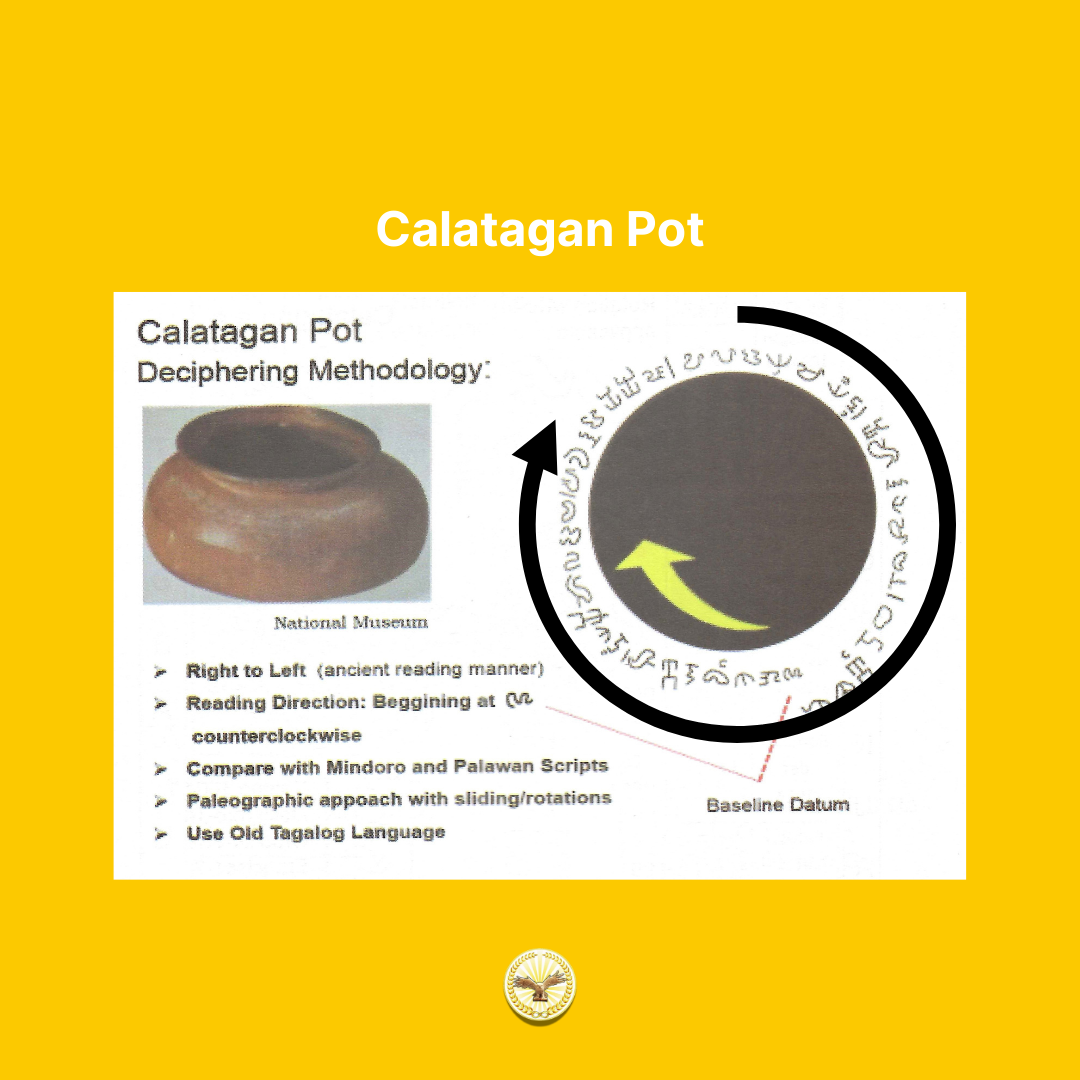 Calatagan Pot
Calatagan Pot
Deciphering Methodology:
National Museum
➢ Right to Left (ancient reading manner)
➢ Reading Direction: Beggining at
counterclockwise
➢ Compare with Mindoro and Palawan Scripts
➢ Paleographic appoach with sliding/rotations
➢ Use Old Tagalog Language
Baseline Datum